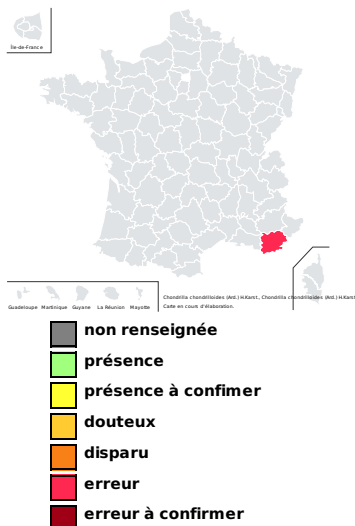 Île-de-France
Guadeloupe Martinique Guyane La Réunion Mayotte
Chondrilla chondrilloides (Ard.) H.Karst., Chondrilla chondrilloides (Ard.) H.Karst
Carte en cours d'élaboration.
non renseignée
présence
présence à confimer
douteux
disparu
erreur
erreur à confirmer